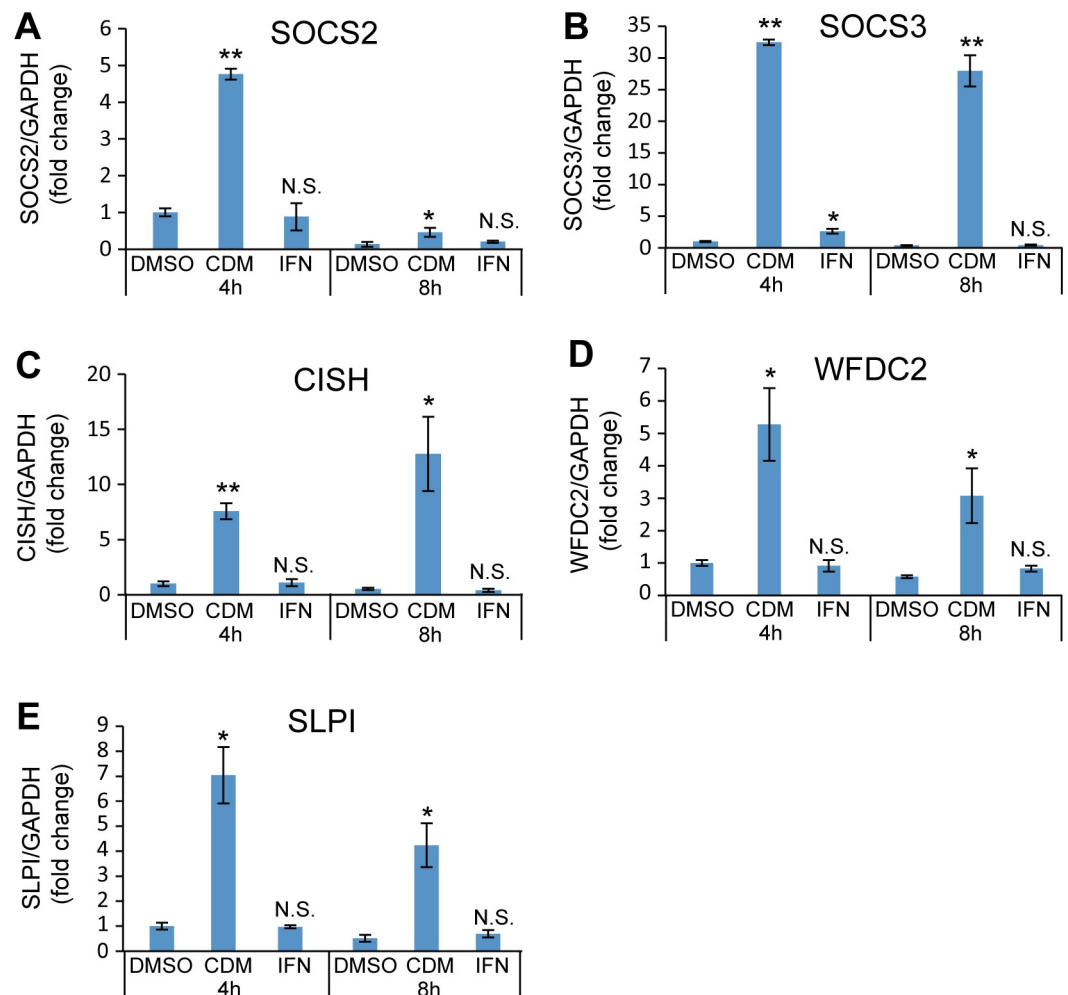 A
SOCS2
SOCS2/GAPDH
(fold change)
6
5
4
3
2
1
0
**
N.S.
*
N.S.
DMSO CDM IFN DMSO CDM IFN
4h 8h
B
SOCS3
SOCS3/GAPDH
(fold change)
35
30
25
20
15
10
5
0
**
*
**
N.S.
DMSO CDM IFN DMSO CDM IFN
4h 8h
C
CISH
CISH/GAPDH
(fold change)
20
15
10
5
0
**
N.S.
*
N.S.
DMSO CDM IFN DMSO CDM IFN
4h 8h
D
WFDC2
WFDC2/GAPDH
(fold change)
7
6
5
4
3
2
1
0
*
N.S.
*
N.S.
DMSO CDM IFN DMSO CDM IFN
4h 8h
E
SLPI
SLPI/GAPDH
(fold change)
9
8
7
6
5
4
3
2
1
0
*
N.S.
*
N.S.
DMSO CDM IFN DMSO CDM IFN
4h 8h